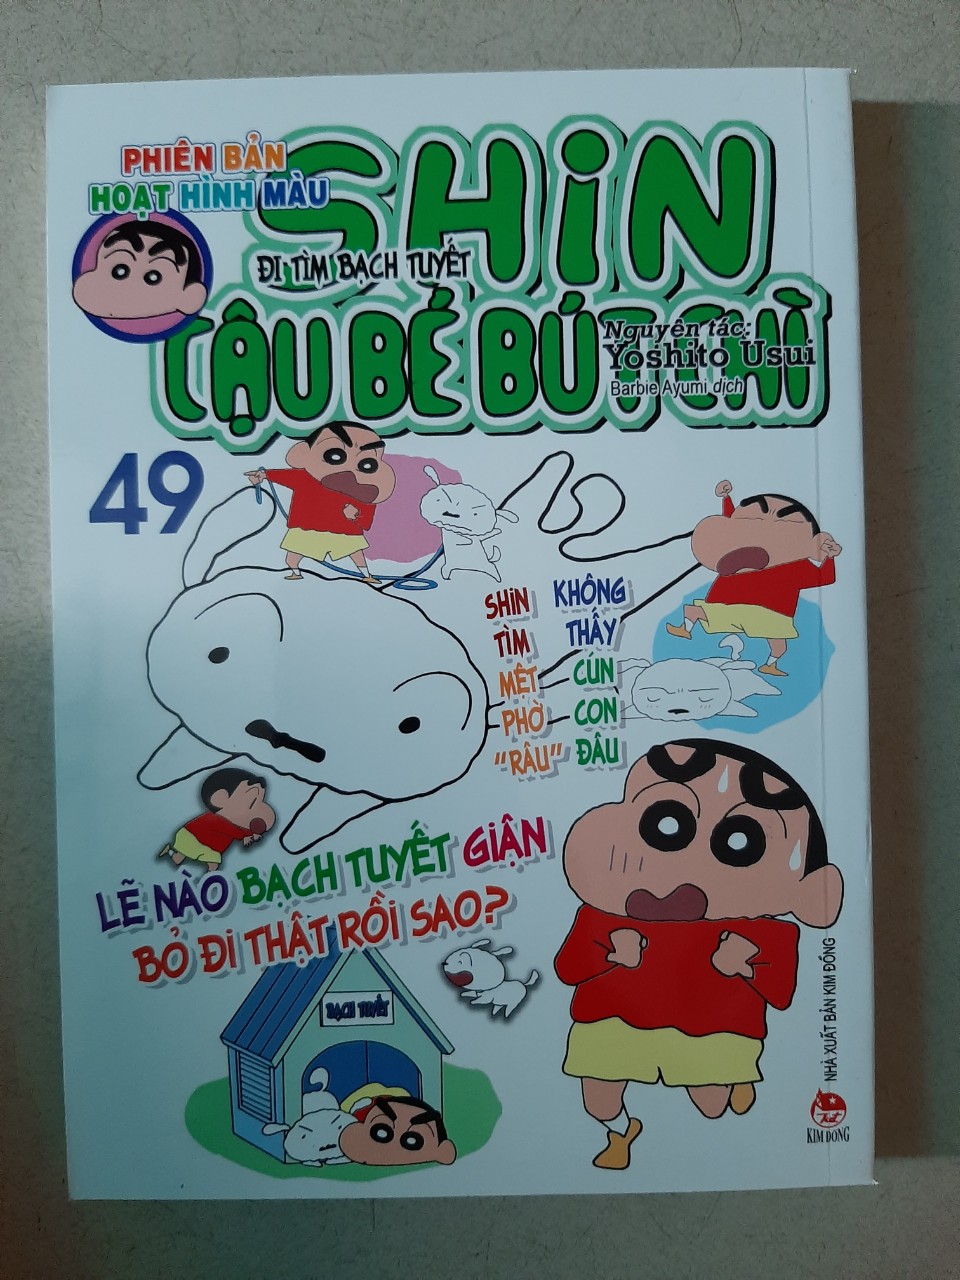 PHIÊN BẢN
HOẠT HÌNH MÀU
SHiN
ĐI TÌM BẠCH TUYẾT
CẬU BÉ BÚT CHÌ
Nguyên tác:
Yoshito Usui
Barbie Ayumi dịch
49
SHiN
TÌM
MỆT
PHỜ
"RÂU"
KHÔNG
THẤY
CÚN
CON
ĐÂU
LẼ NÀO BẠCH TUYẾT GIẬN
BỎ ĐI THẬT RỒI SAO?
BẠCH TUYẾT
NHÀ XUẤT BẢN KIM ĐỒNG
KIM ĐỒNG